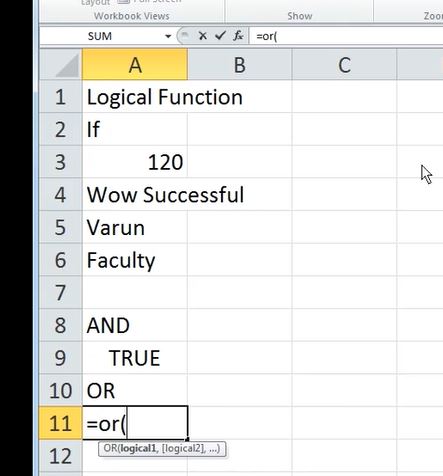 Layout Full Screen
Workbook Views Show Zoo
SUM fx =or(
A B C
1 Logical Function
2 If
3 120
4 Wow Successful
5 Varun
6 Faculty
7
8 AND
9 TRUE
10 OR
11 =or(
OR(logical1, [logical2], ...)
12